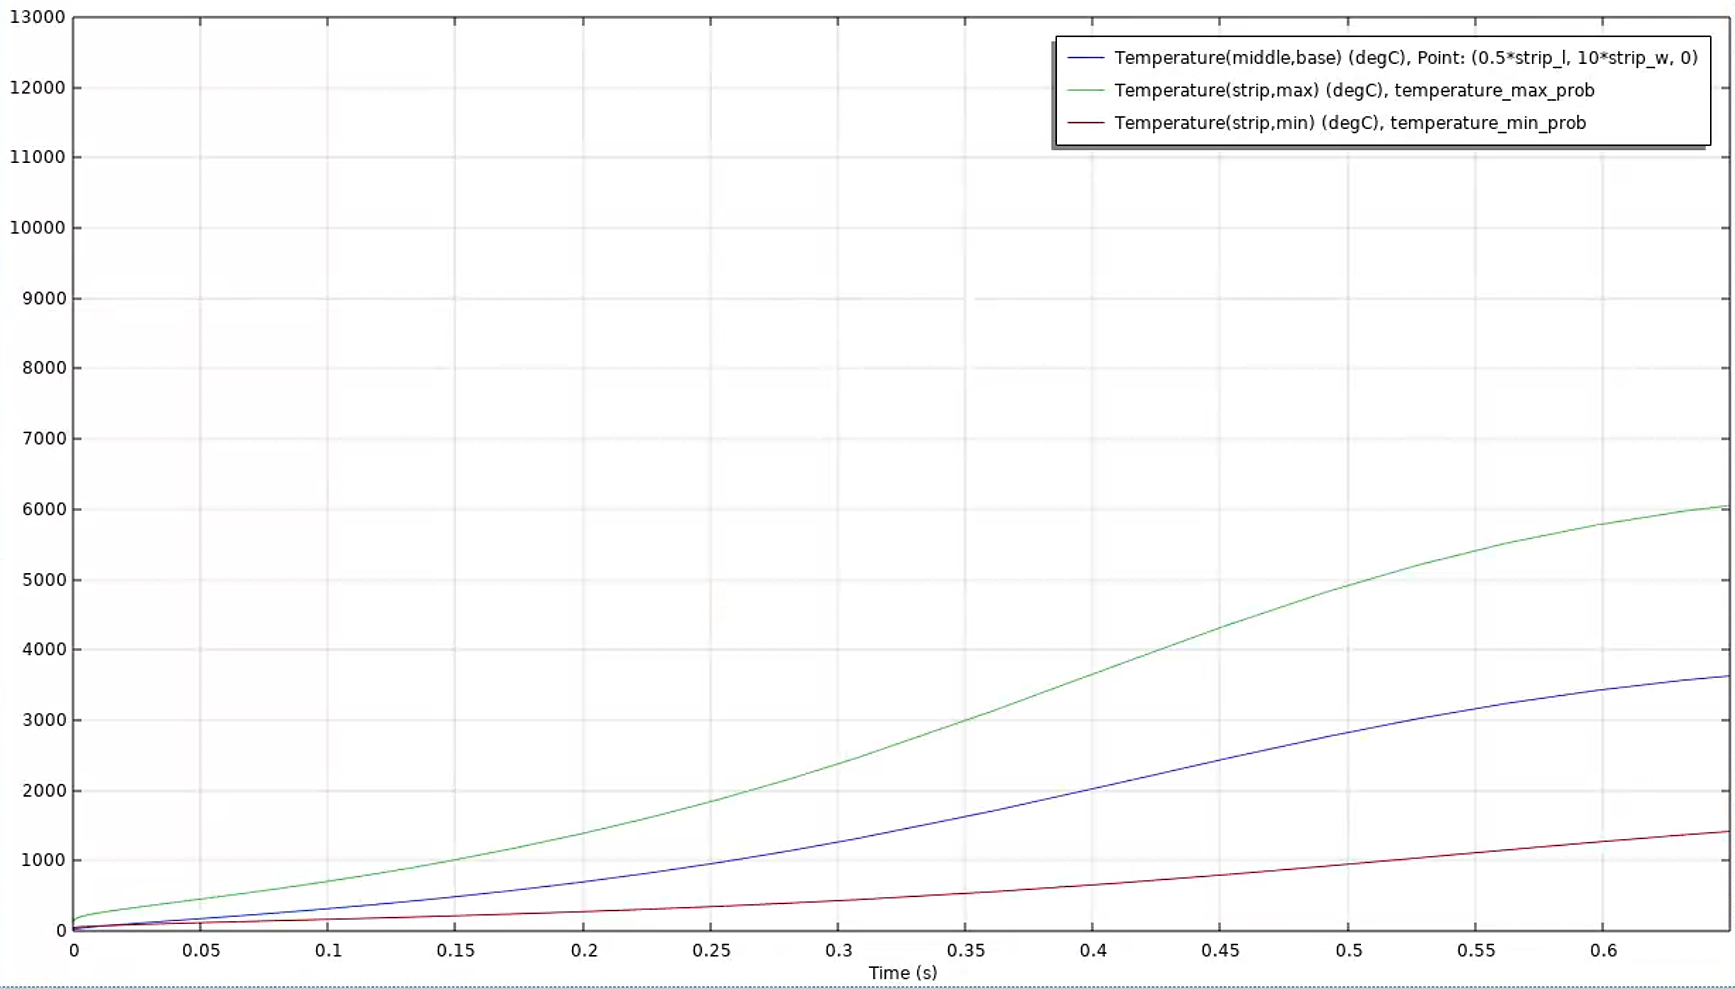 13000
12000
11000
10000
9000
8000
7000
6000
5000
4000
3000
2000
1000
0
Temperature(middle,base) (degC), Point: (0.5*strip_l, 10*strip_w, 0)
Temperature(strip,max) (degC), temperature_max_prob
Temperature(strip,min) (degC), temperature_min_prob
0 0.05 0.1 0.15 0.2 0.25 0.3 0.35 0.4 0.45 0.5 0.55 0.6
Time (s)